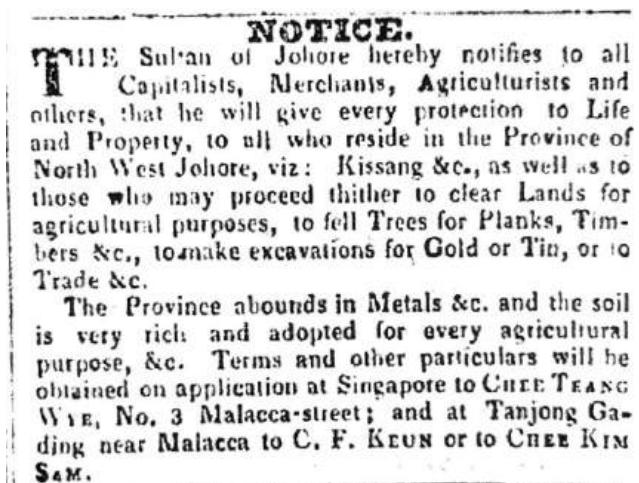 NOTICE.
THE Sultan of Johore hereby notifies to all
Capitalists, Merchants, Agriculturists and
others, that he will give every protection to Life
and Property, to all who reside in the Province of
North West Johore, viz: Kissang &c., as well as to
those who may proceed thither to clear Lands for
agricultural purposes, to fell Trees for Planks, Tim-
bers &c., to make excavations for Gold or Tin, or to
Trade &c.
The Province abounds in Metals &c. and the soil
is very rich and adopted for every agricultural
purpose, &c. Terms and other particulars will be
obtained on application at Singapore to CHEE TEANG
WYE, No. 3 Malacca-street; and at Tanjong Ga-
ding near Malacca to C. F. KEUN or to CHEE KIM
SAM.